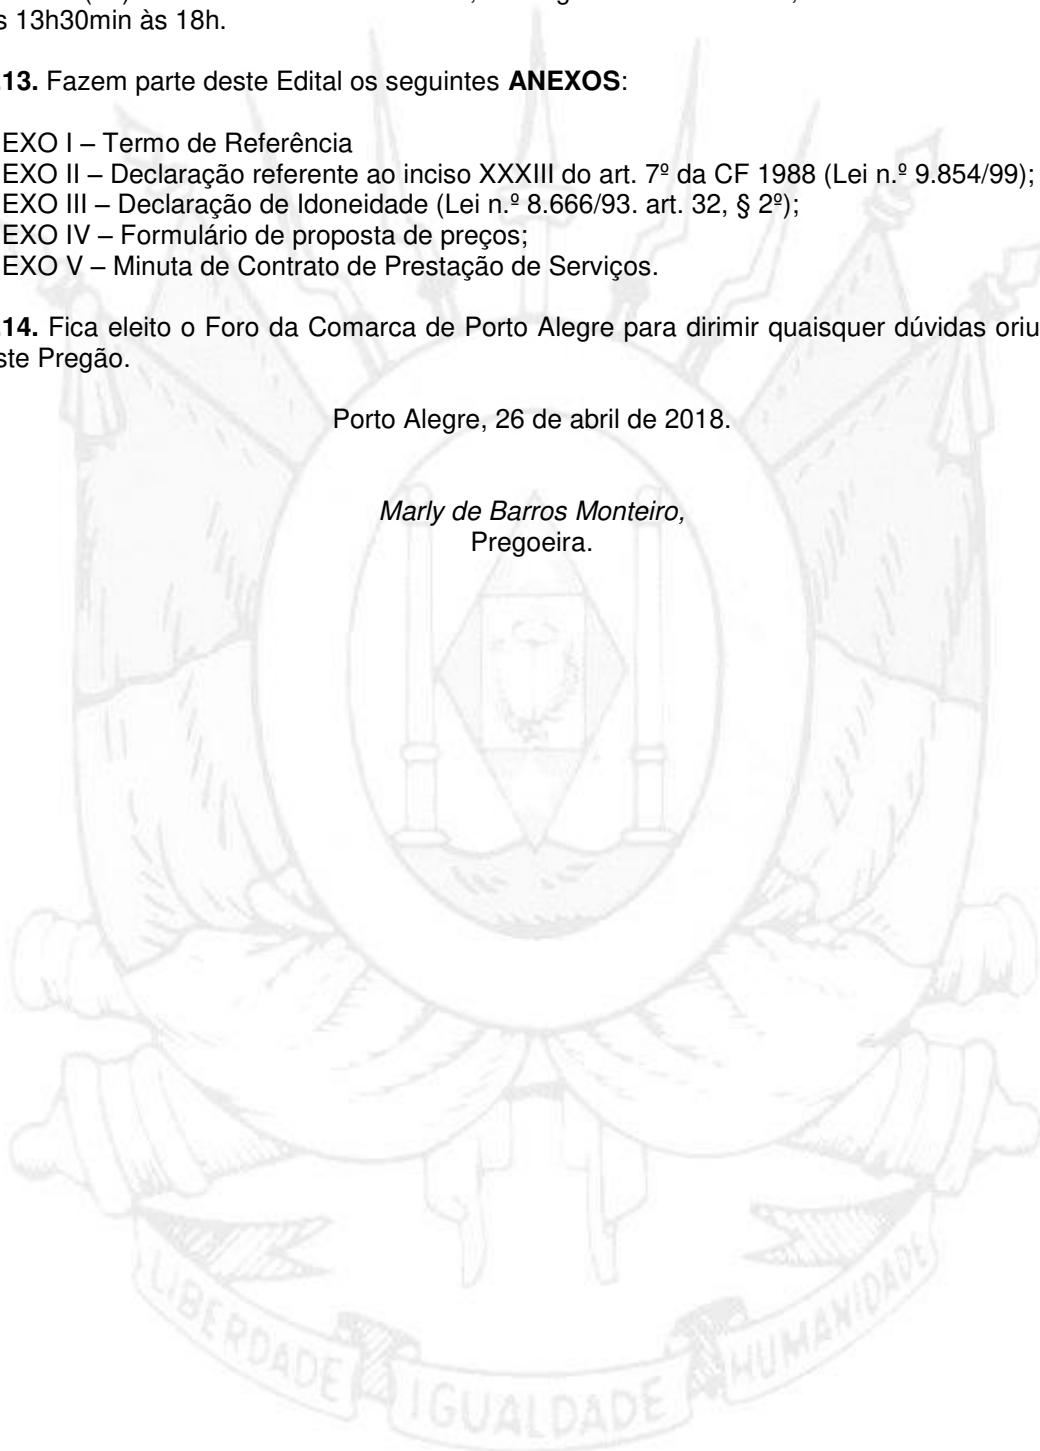 s 13h30min às 18h.
.13. Fazem parte deste Edital os seguintes ANEXOS:
EXO I – Termo de Referência
EXO II – Declaração referente ao inciso XXXIII do art. 7º da CF 1988 (Lei n.º 9.854/99);
EXO III – Declaração de Idoneidade (Lei n.º 8.666/93. art. 32, § 2º);
EXO IV – Formulário de proposta de preços;
EXO V – Minuta de Contrato de Prestação de Serviços.
.14. Fica eleito o Foro da Comarca de Porto Alegre para dirimir quaisquer dúvidas oriu
ste Pregão.
Porto Alegre, 26 de abril de 2018.
Marly de Barros Monteiro,
Pregoeira.
LIBERDADE IGUALDADE HUMANIDADE